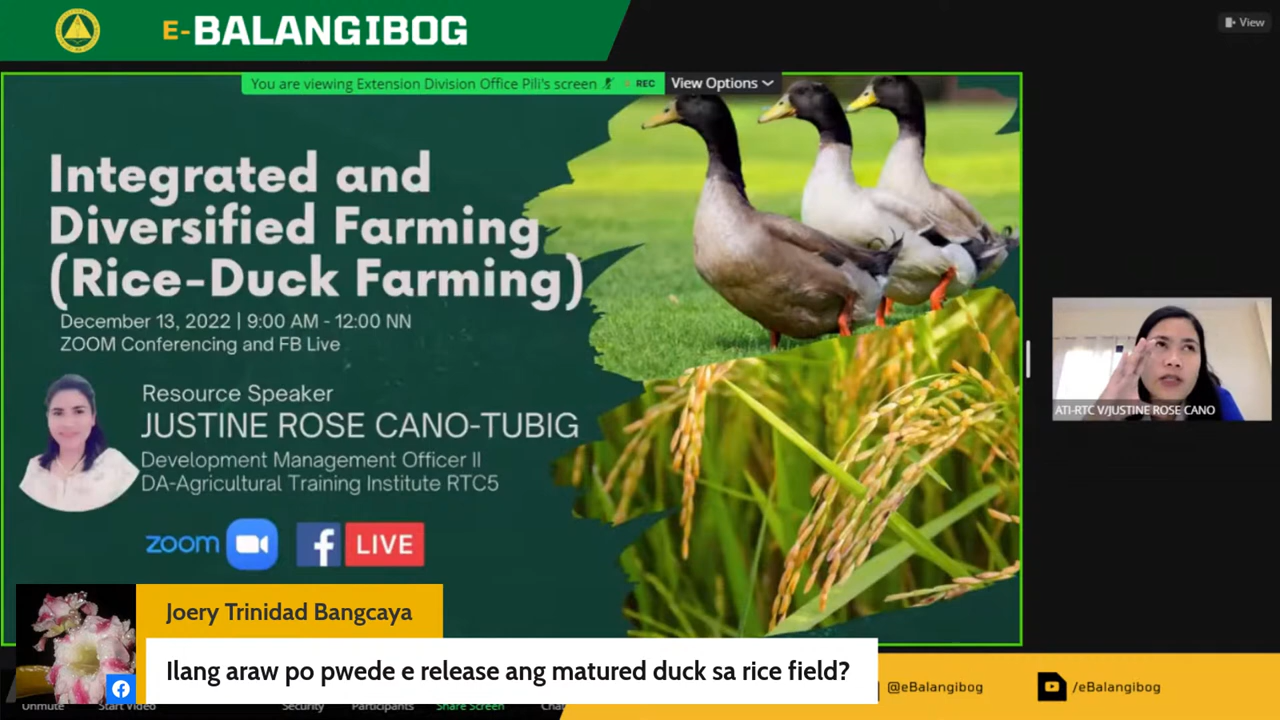 E-BALANGIBOG
View
You are viewing Extension Division Office Pili's screen
REC
View Options
Integrated and
Diversified Farming
(Rice-Duck Farming)
December 13, 2022 | 9:00 AM - 12:00 NN
ZOOM Conferencing and FB Live
Resource Speaker
JUSTINE ROSE CANO-TUBIG
Development Management Officer II
DA-Agricultural Training Institute RTC5
zoom
LIVE
ATI-RTC V/JUSTINE ROSE CANO
Joery Trinidad Bangcaya
Ilang araw po pwede e release ang matured duck sa rice field?
@eBalangibog
/eBalangibog
Unmute
Start Video
Security
Participants
Share Screen